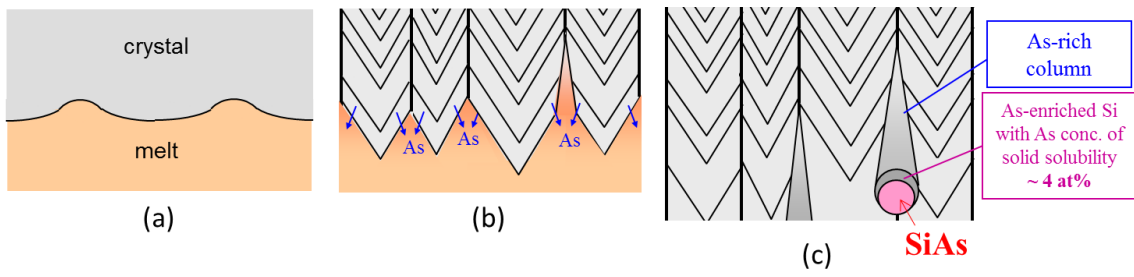 crystal
melt
(a)
As
As
As
(b)
As-rich
column
As-enriched Si
with As conc. of
solid solubility
~ 4 at%
SiAs
(c)